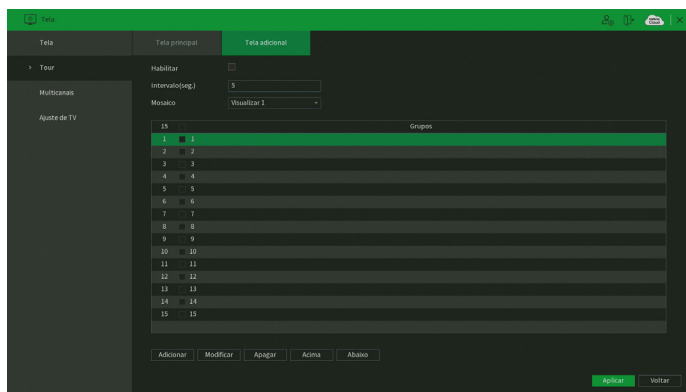 Tela
Intelbras Cloud
Tela
Tour
Multicanais
Ajuste de TV
Tela principal
Tela adicional
Habilitar
Intervalo(seg.)
5
Mosaico
Visualizar 1
15 Grupos
1 1
2 2
3 3
4 4
5 5
6 6
7 7
8 8
9 9
10 10
11 11
12 12
13 13
14 14
15 15
Adicionar Modificar Apagar Acima Abaixo
Aplicar Voltar